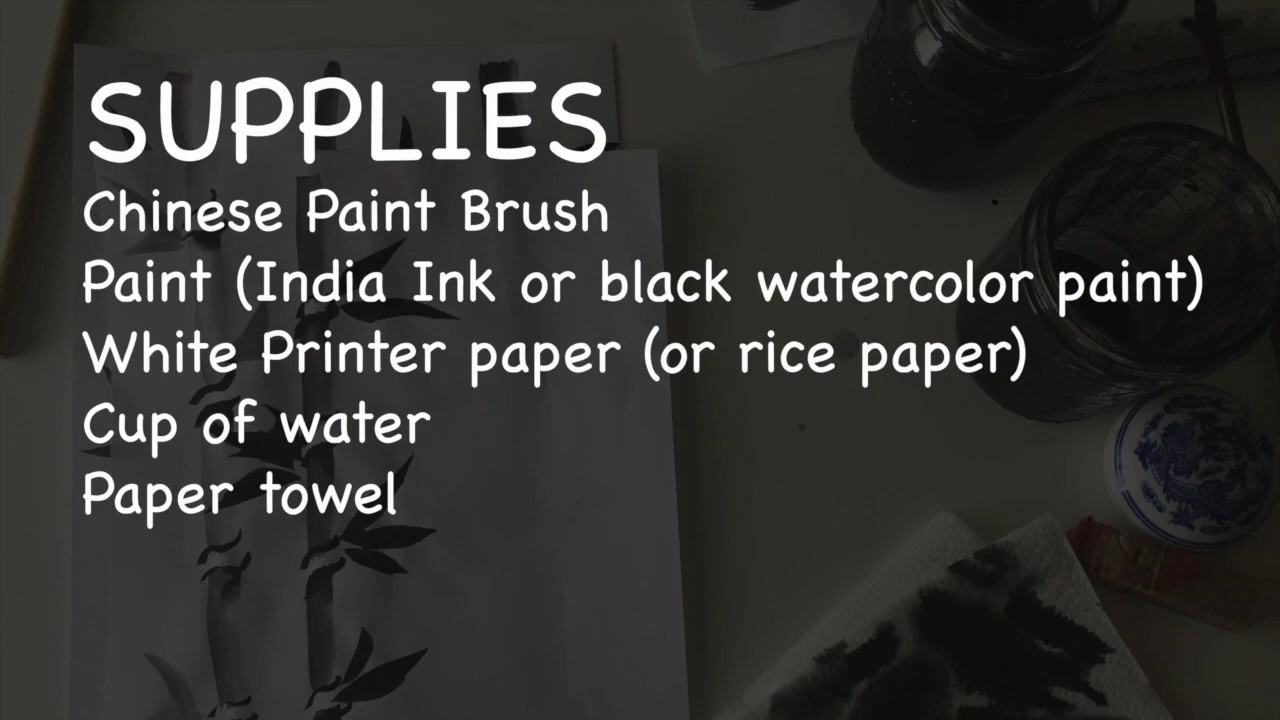 SUPPLIES
Chinese Paint Brush
Paint (India Ink or black watercolor paint)
White Printer paper (or rice paper)
Cup of water
Paper towel